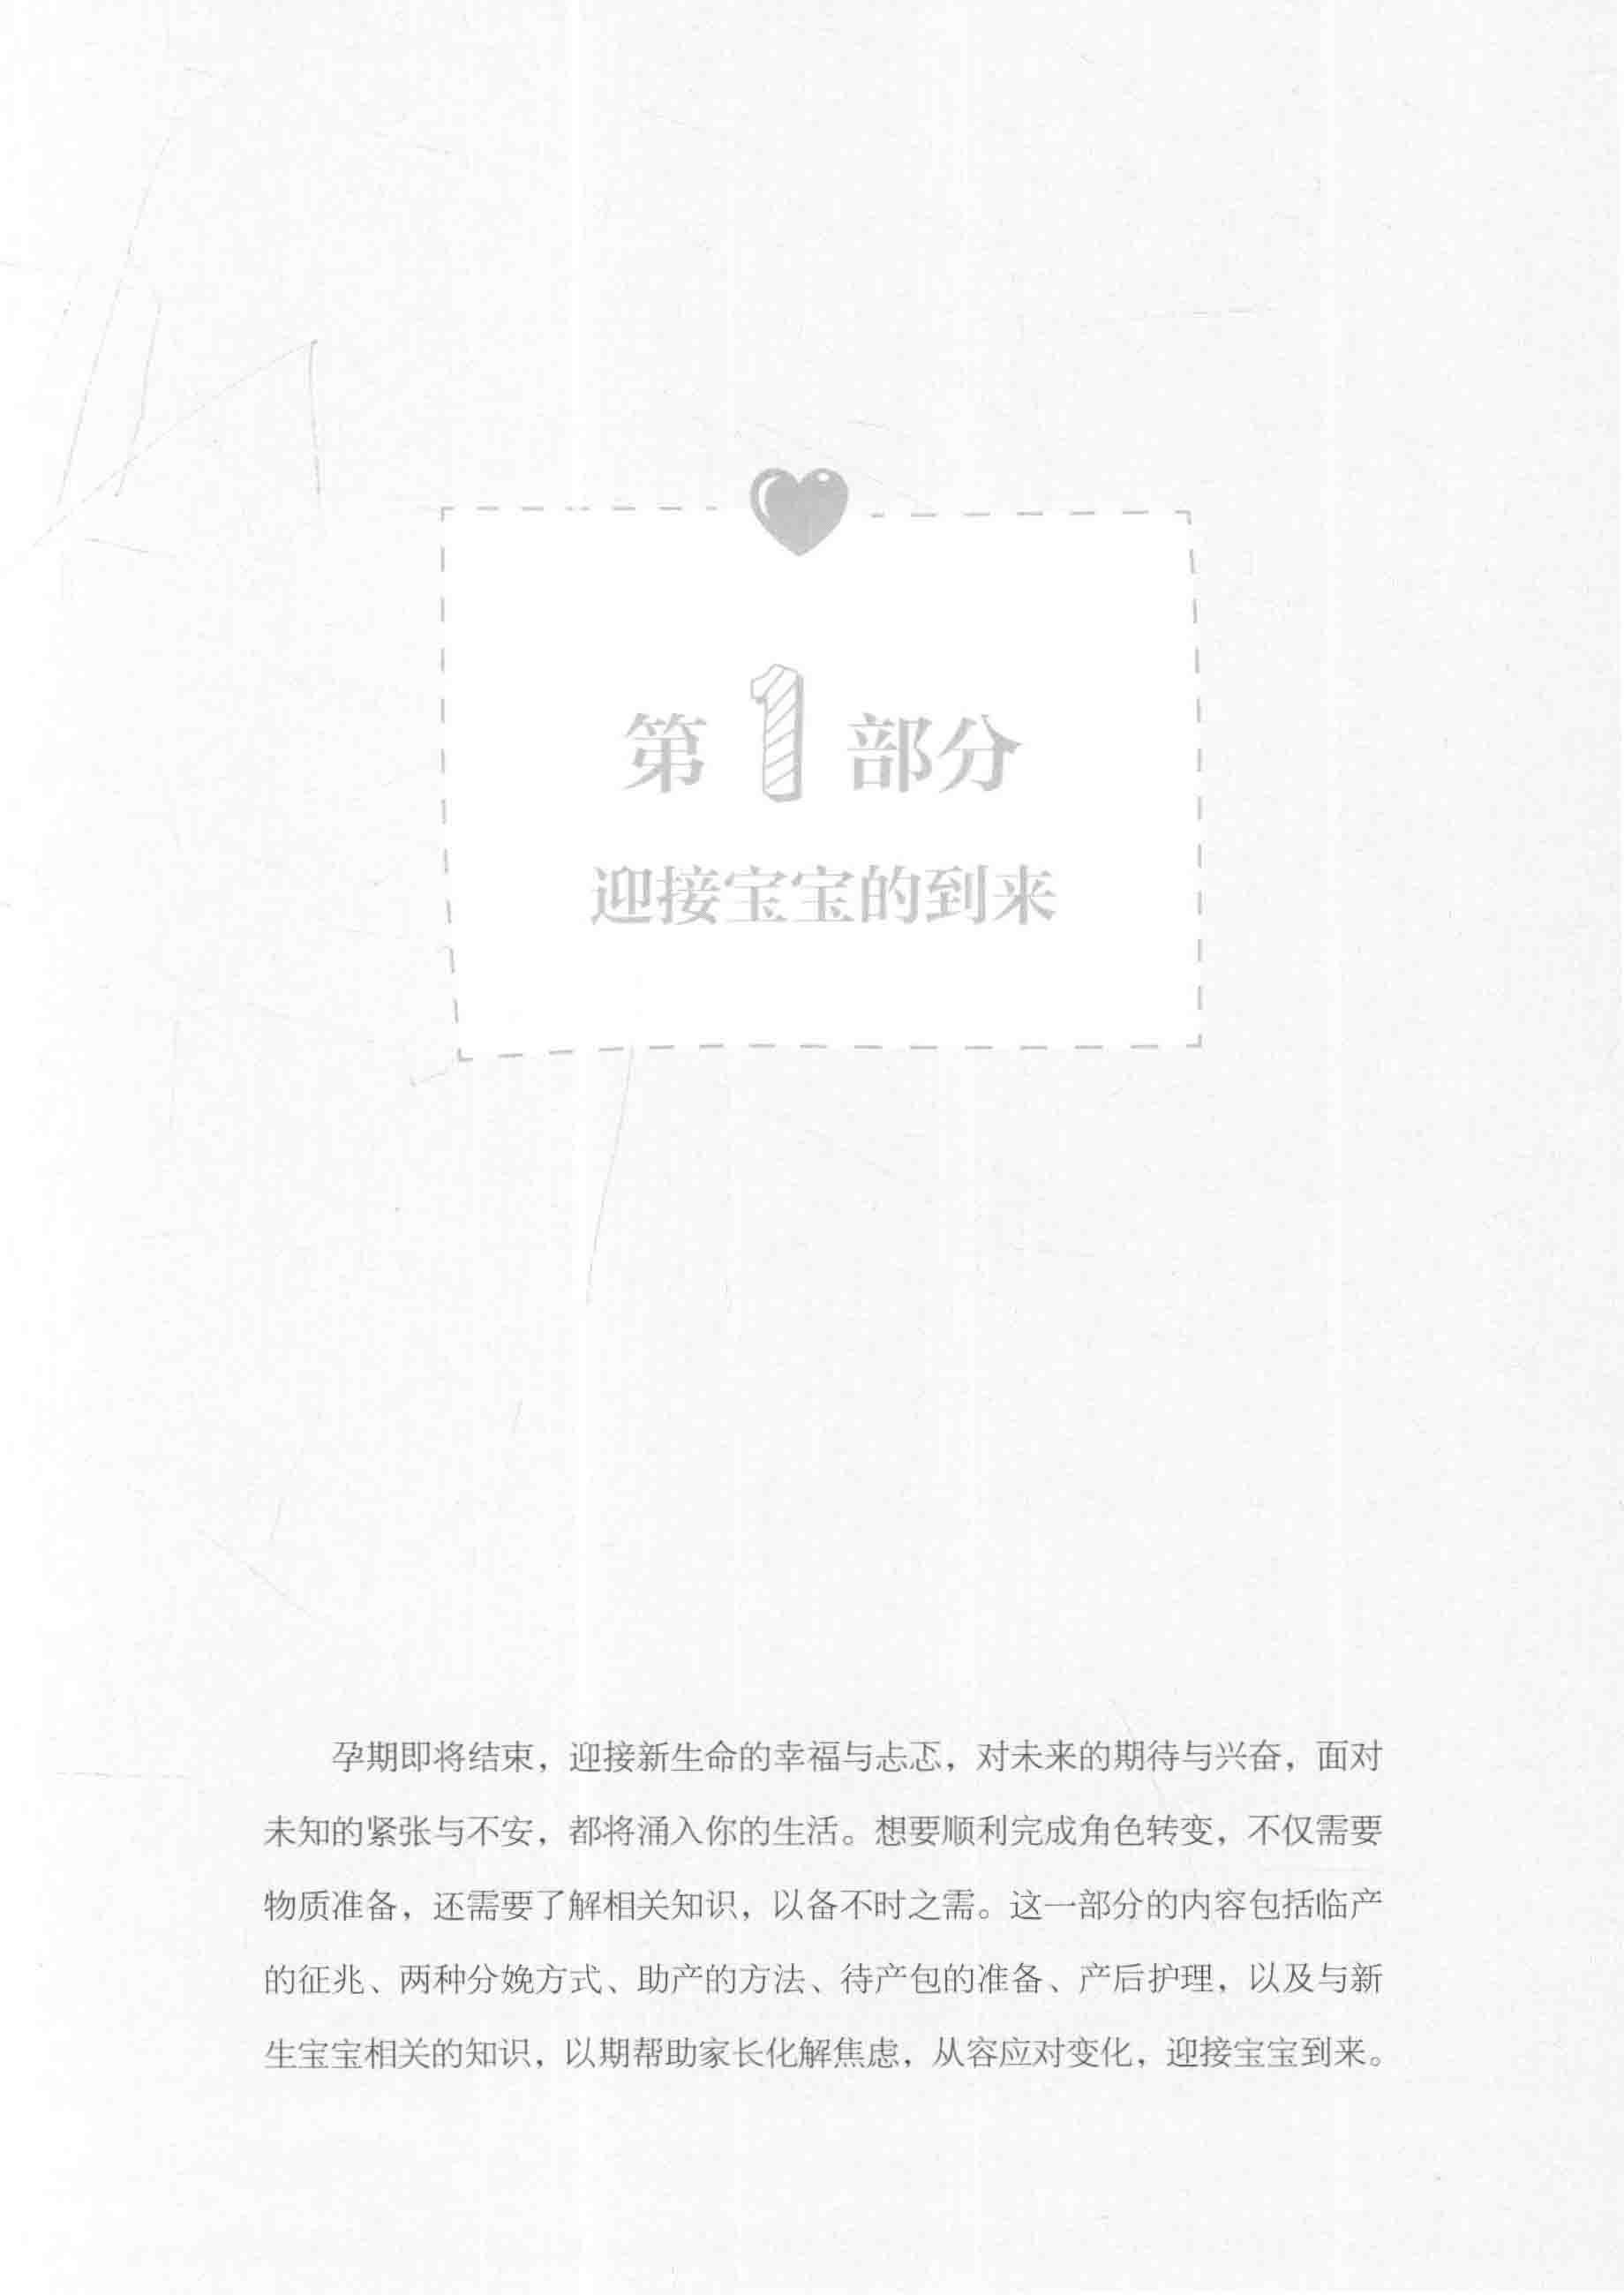 第1部分
迎接宝宝的到来
孕期即将结束，迎接新生命的幸福与忐忑，对未来的期待与兴奋，面对
未知的紧张与不安，都将涌入你的生活。想要顺利完成角色转变，不仅需要
物质准备，还需要了解相关知识，以备不时之需。这一部分的内容包括临产
的征兆、两种分娩方式、助产的方法、待产包的准备、产后护理，以及与新
生宝宝相关的知识，以期帮助家长化解焦虑，从容应对变化，迎接宝宝到来。